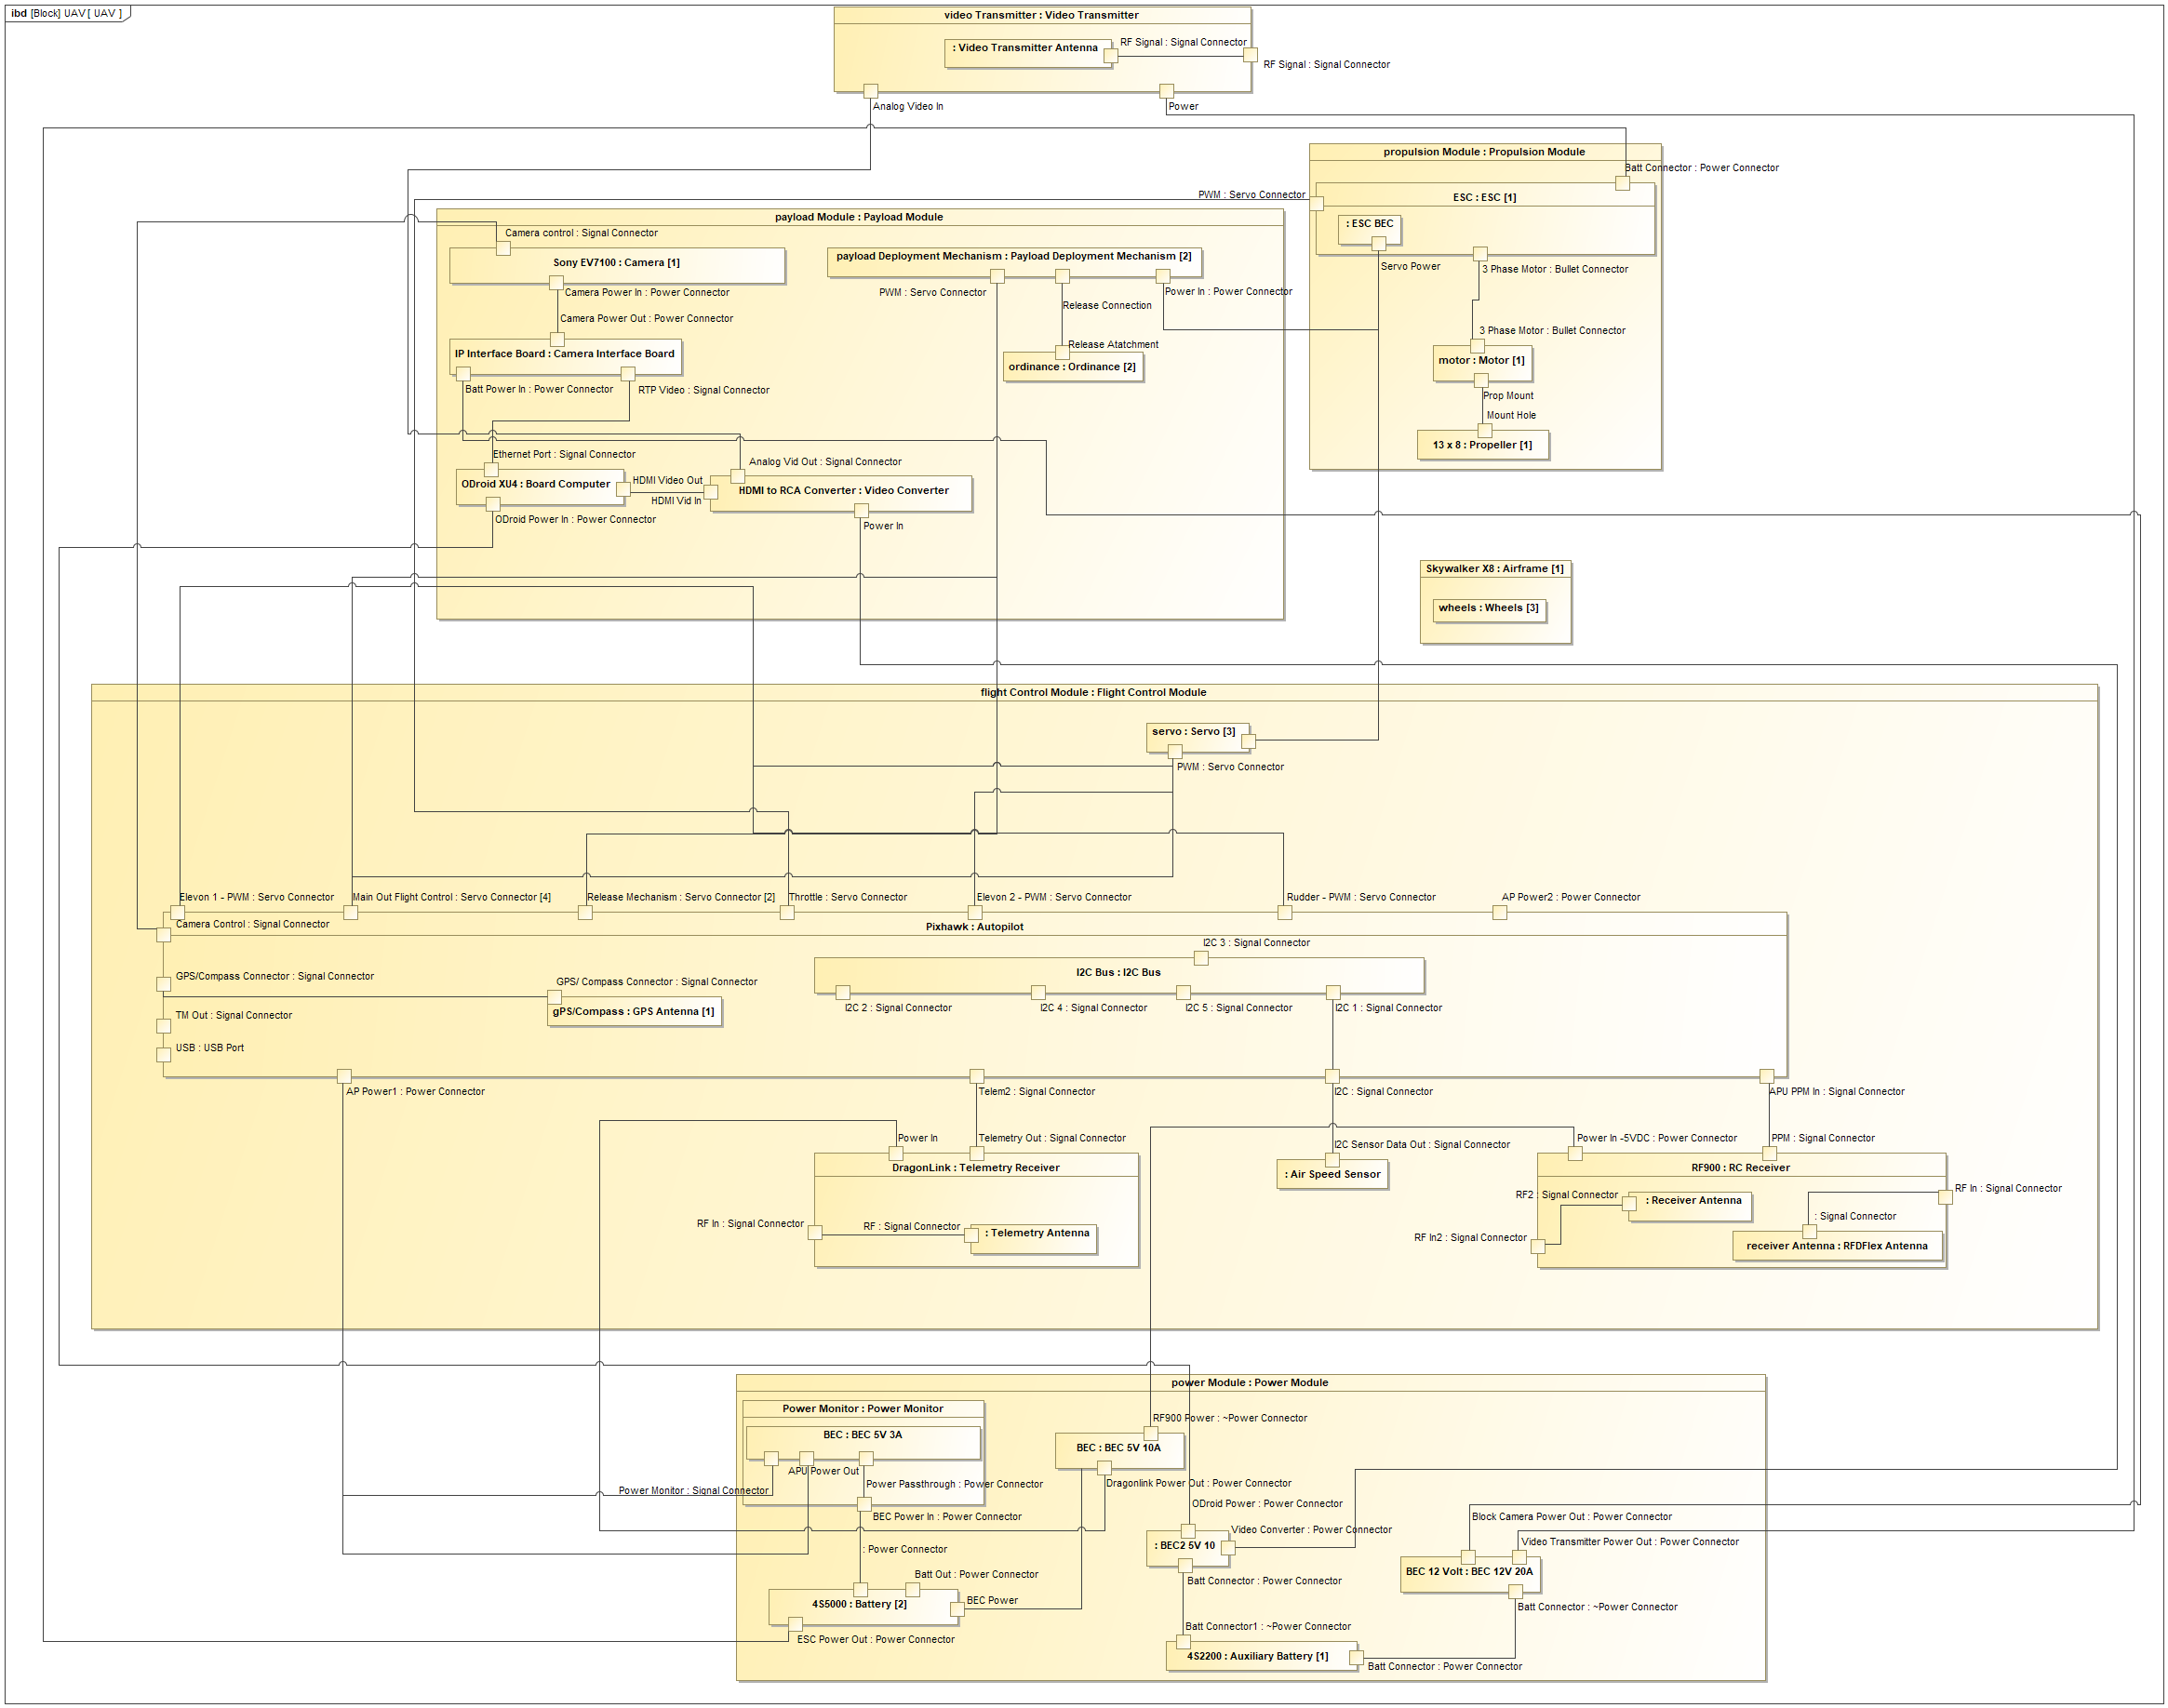 ibd [Block] UAV [ UAV ]
video Transmitter : Video Transmitter
: Video Transmitter Antenna
RF Signal : Signal Connector
RF Signal : Signal Connector
Analog Video In
Power
propulsion Module : Propulsion Module
Batt Connector : Power Connector
PWM : Servo Connector
ESC : ESC [1]
: ESC BEC
Servo Power
3 Phase Motor : Bullet Connector
3 Phase Motor : Bullet Connector
motor : Motor [1]
Prop Mount
Mount Hole
13 x 8 : Propeller [1]
payload Module : Payload Module
Camera control : Signal Connector
Sony EV7100 : Camera [1]
Camera Power In : Power Connector
Camera Power Out : Power Connector
IP Interface Board : Camera Interface Board
Batt Power In : Power Connector
RTP Video : Signal Connector
payload Deployment Mechanism : Payload Deployment Mechanism [2]
PWM : Servo Connector
Release Connection
Power In : Power Connector
Release Atatchment
ordinance : Ordinance [2]
Ethernet Port : Signal Connector
ODroid XU4 : Board Computer
HDMI Video Out
HDMI Vid In
ODroid Power In : Power Connector
Analog Vid Out : Signal Connector
HDMI to RCA Converter : Video Converter
Power In
Skywalker X8 : Airframe [1]
wheels : Wheels [3]
flight Control Module : Flight Control Module
servo : Servo [3]
PWM : Servo Connector
Elevon 1 - PWM : Servo Connector
Main Out Flight Control : Servo Connector [4]
Release Mechanism : Servo Connector [2]
Throttle : Servo Connector
Elevon 2 - PWM : Servo Connector
Rudder - PWM : Servo Connector
AP Power2 : Power Connector
Camera Control : Signal Connector
Pixhawk : Autopilot
I2C 3 : Signal Connector
I2C Bus : I2C Bus
GPS/Compass Connector : Signal Connector
GPS/ Compass Connector : Signal Connector
gPS/Compass : GPS Antenna [1]
I2C 2 : Signal Connector
I2C 4 : Signal Connector
I2C 5 : Signal Connector
I2C 1 : Signal Connector
TM Out : Signal Connector
USB : USB Port
AP Power1 : Power Connector
Telem2 : Signal Connector
I2C : Signal Connector
APU PPM In : Signal Connector
Power In
Telemetry Out : Signal Connector
DragonLink : Telemetry Receiver
RF In : Signal Connector
RF : Signal Connector
: Telemetry Antenna
I2C Sensor Data Out : Signal Connector
: Air Speed Sensor
Power In -5VDC : Power Connector
PPM : Signal Connector
RF900 : RC Receiver
RF2 : Signal Connector
: Receiver Antenna
RF In : Signal Connector
: Signal Connector
RF In2 : Signal Connector
receiver Antenna : RFDFlex Antenna
power Module : Power Module
Power Monitor : Power Monitor
BEC : BEC 5V 3A
APU Power Out
Power Passthrough : Power Connector
Power Monitor : Signal Connector
BEC Power In : Power Connector
: Power Connector
Batt Out : Power Connector
4S5000 : Battery [2]
BEC Power
ESC Power Out : Power Connector
RF900 Power : ~Power Connector
BEC : BEC 5V 10A
Dragonlink Power Out : Power Connector
ODroid Power : Power Connector
Video Converter : Power Connector
: BEC2 5V 10
Batt Connector : Power Connector
Batt Connector1 : ~Power Connector
4S2200 : Auxiliary Battery [1]
Batt Connector : Power Connector
Block Camera Power Out : Power Connector
Video Transmitter Power Out : Power Connector
BEC 12 Volt : BEC 12V 20A
Batt Connector : ~Power Connector